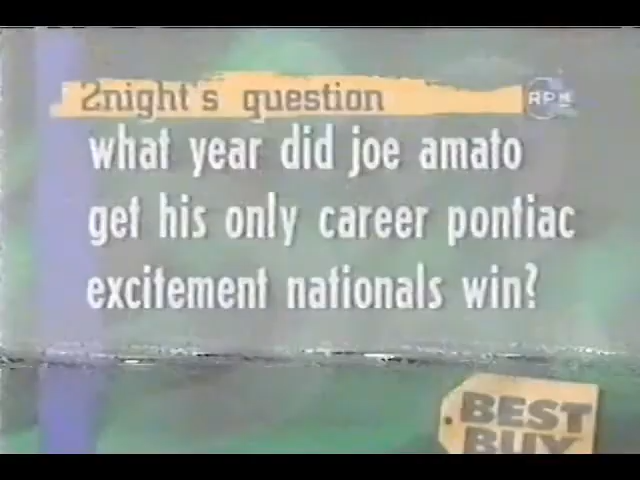 2night's question
RPM
what year did joe amato
get his only career pontiac
excitement nationals win?
BEST
BUY